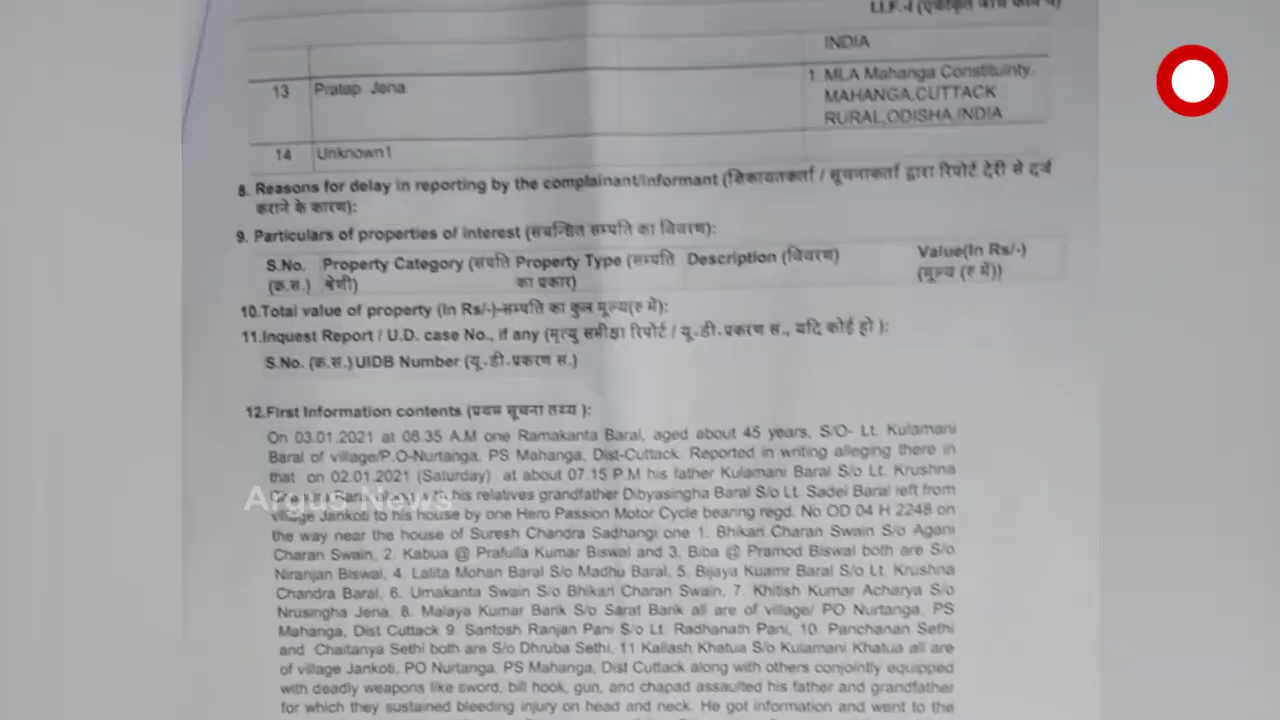 I.I.F.-I (एकीकृत जाँच फॉर्म-I)
INDIA
13 Pratap Jena 1 MLA Mahanga Constituinty,
MAHANGA,CUTTACK
RURAL,ODISHA,INDIA
14 Unknown1
8. Reasons for delay in reporting by the complainant/informant (शिकायतकर्ता / सूचनाकर्ता द्वारा रिपोर्ट देरी से दर्ज
कराने के कारण):
9. Particulars of properties of interest (संबन्धित सम्पति का विवरण):
S.No. Property Category (संपति Property Type (सम्पति Description (विवरण) Value(In Rs/-)
(क.स.) श्रेणी) का प्रकार) (मूल्य (रु में))
10.Total value of property (In Rs/-)-सम्पति का कुल मूल्य(रु में):
11.Inquest Report / U.D. case No., if any (मृत्यु समीक्षा रिपोर्ट / यू.डी.प्रकरण सं., यदि कोई हो ):
S.No. (क.स.) UIDB Number (यू.डी.प्रकरण सं.)
12.First Information contents (प्रथम सूचना तथ्य ):
On 03.01.2021 at 06.35 A.M one Ramakanta Baral, aged about 45 years, S/O- Lt. Kulamani
Baral of village/P.O-Nurtanga, PS Mahanga, Dist-Cuttack. Reported in writing alleging there in
that on 02.01.2021 (Saturday) at about 07.15 P.M his father Kulamani Baral S/o Lt. Krushna
his relatives grandfather Dibyasingha Baral S/o Lt. Sadei Baral left from
Argus News
village Jankoti to his house by one Hero Passion Motor Cycle bearing regd. No OD 04 H 2248 on
the way near the house of Suresh Chandra Sadhangi one 1. Bhikari Charan Swain S/o Agani
Charan Swain, 2. Kabua @ Prafulla Kumar Biswal and 3. Biba @ Pramod Biswal both are S/o
Niranjan Biswal, 4. Lalita Mohan Baral S/o Madhu Baral, 5. Bijaya Kuamr Baral S/o Lt. Krushna
Chandra Baral, 6. Umakanta Swain S/o Bhikari Charan Swain, 7. Khitish Kumar Acharya S/o
Nrusingha Jena, 8. Malaya Kumar Barik S/o Sarat Barik all are of village/ PO Nurtanga, PS
Mahanga, Dist Cuttack 9. Santosh Ranjan Pani S/o Lt. Radhanath Pani, 10. Panchanan Sethi
and Chaitanya Sethi both are S/o Dhruba Sethi, 11 Kailash Khatua S/o Kulamani Khatua all are
of village Jankoti, PO Nurtanga, PS Mahanga, Dist Cuttack along with others conjointly equipped
with deadly weapons like sword, bill hook, gun, and chapad assaulted his father and grandfather
for which they sustained bleeding injury on head and neck. He got information and went to the